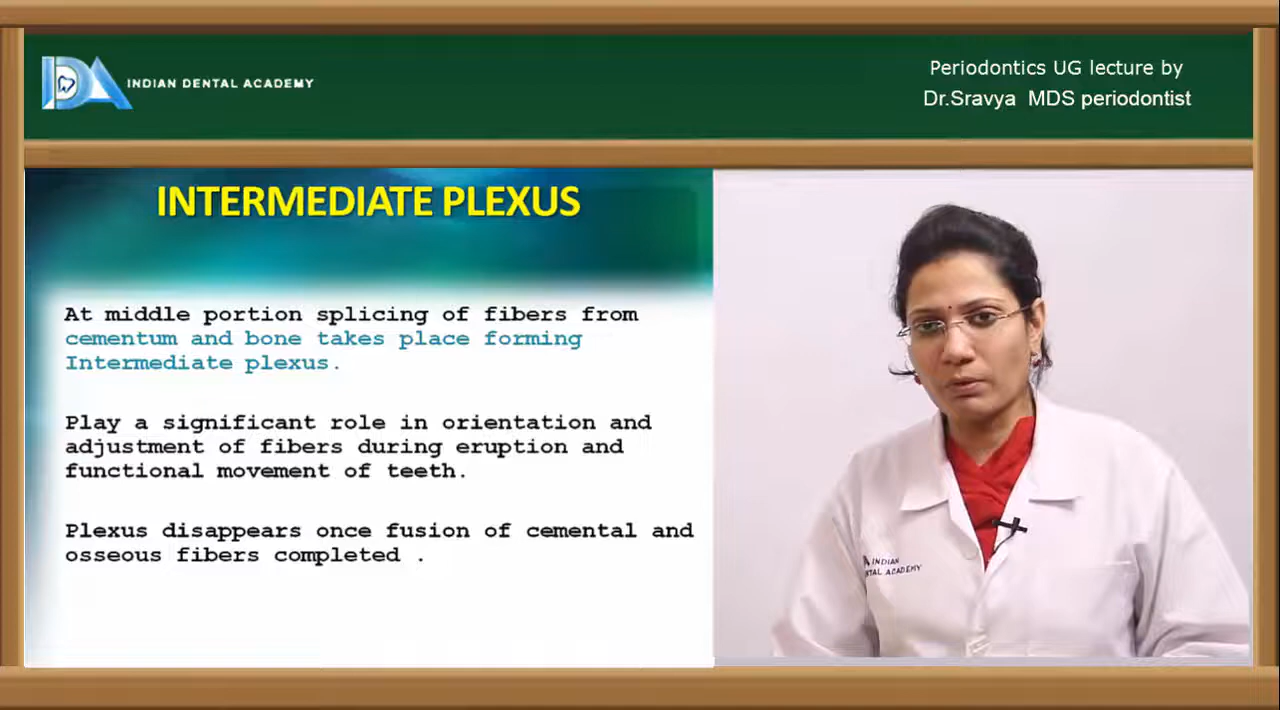 INDIAN DENTAL ACADEMY
Periodontics UG lecture by
Dr.Sravya MDS periodontist
INTERMEDIATE PLEXUS
At middle portion splicing of fibers from
cementum and bone takes place forming
Intermediate plexus.
Play a significant role in orientation and
adjustment of fibers during eruption and
functional movement of teeth.
Plexus disappears once fusion of cemental and
osseous fibers completed .
INDIAN
DENTAL ACADEMY